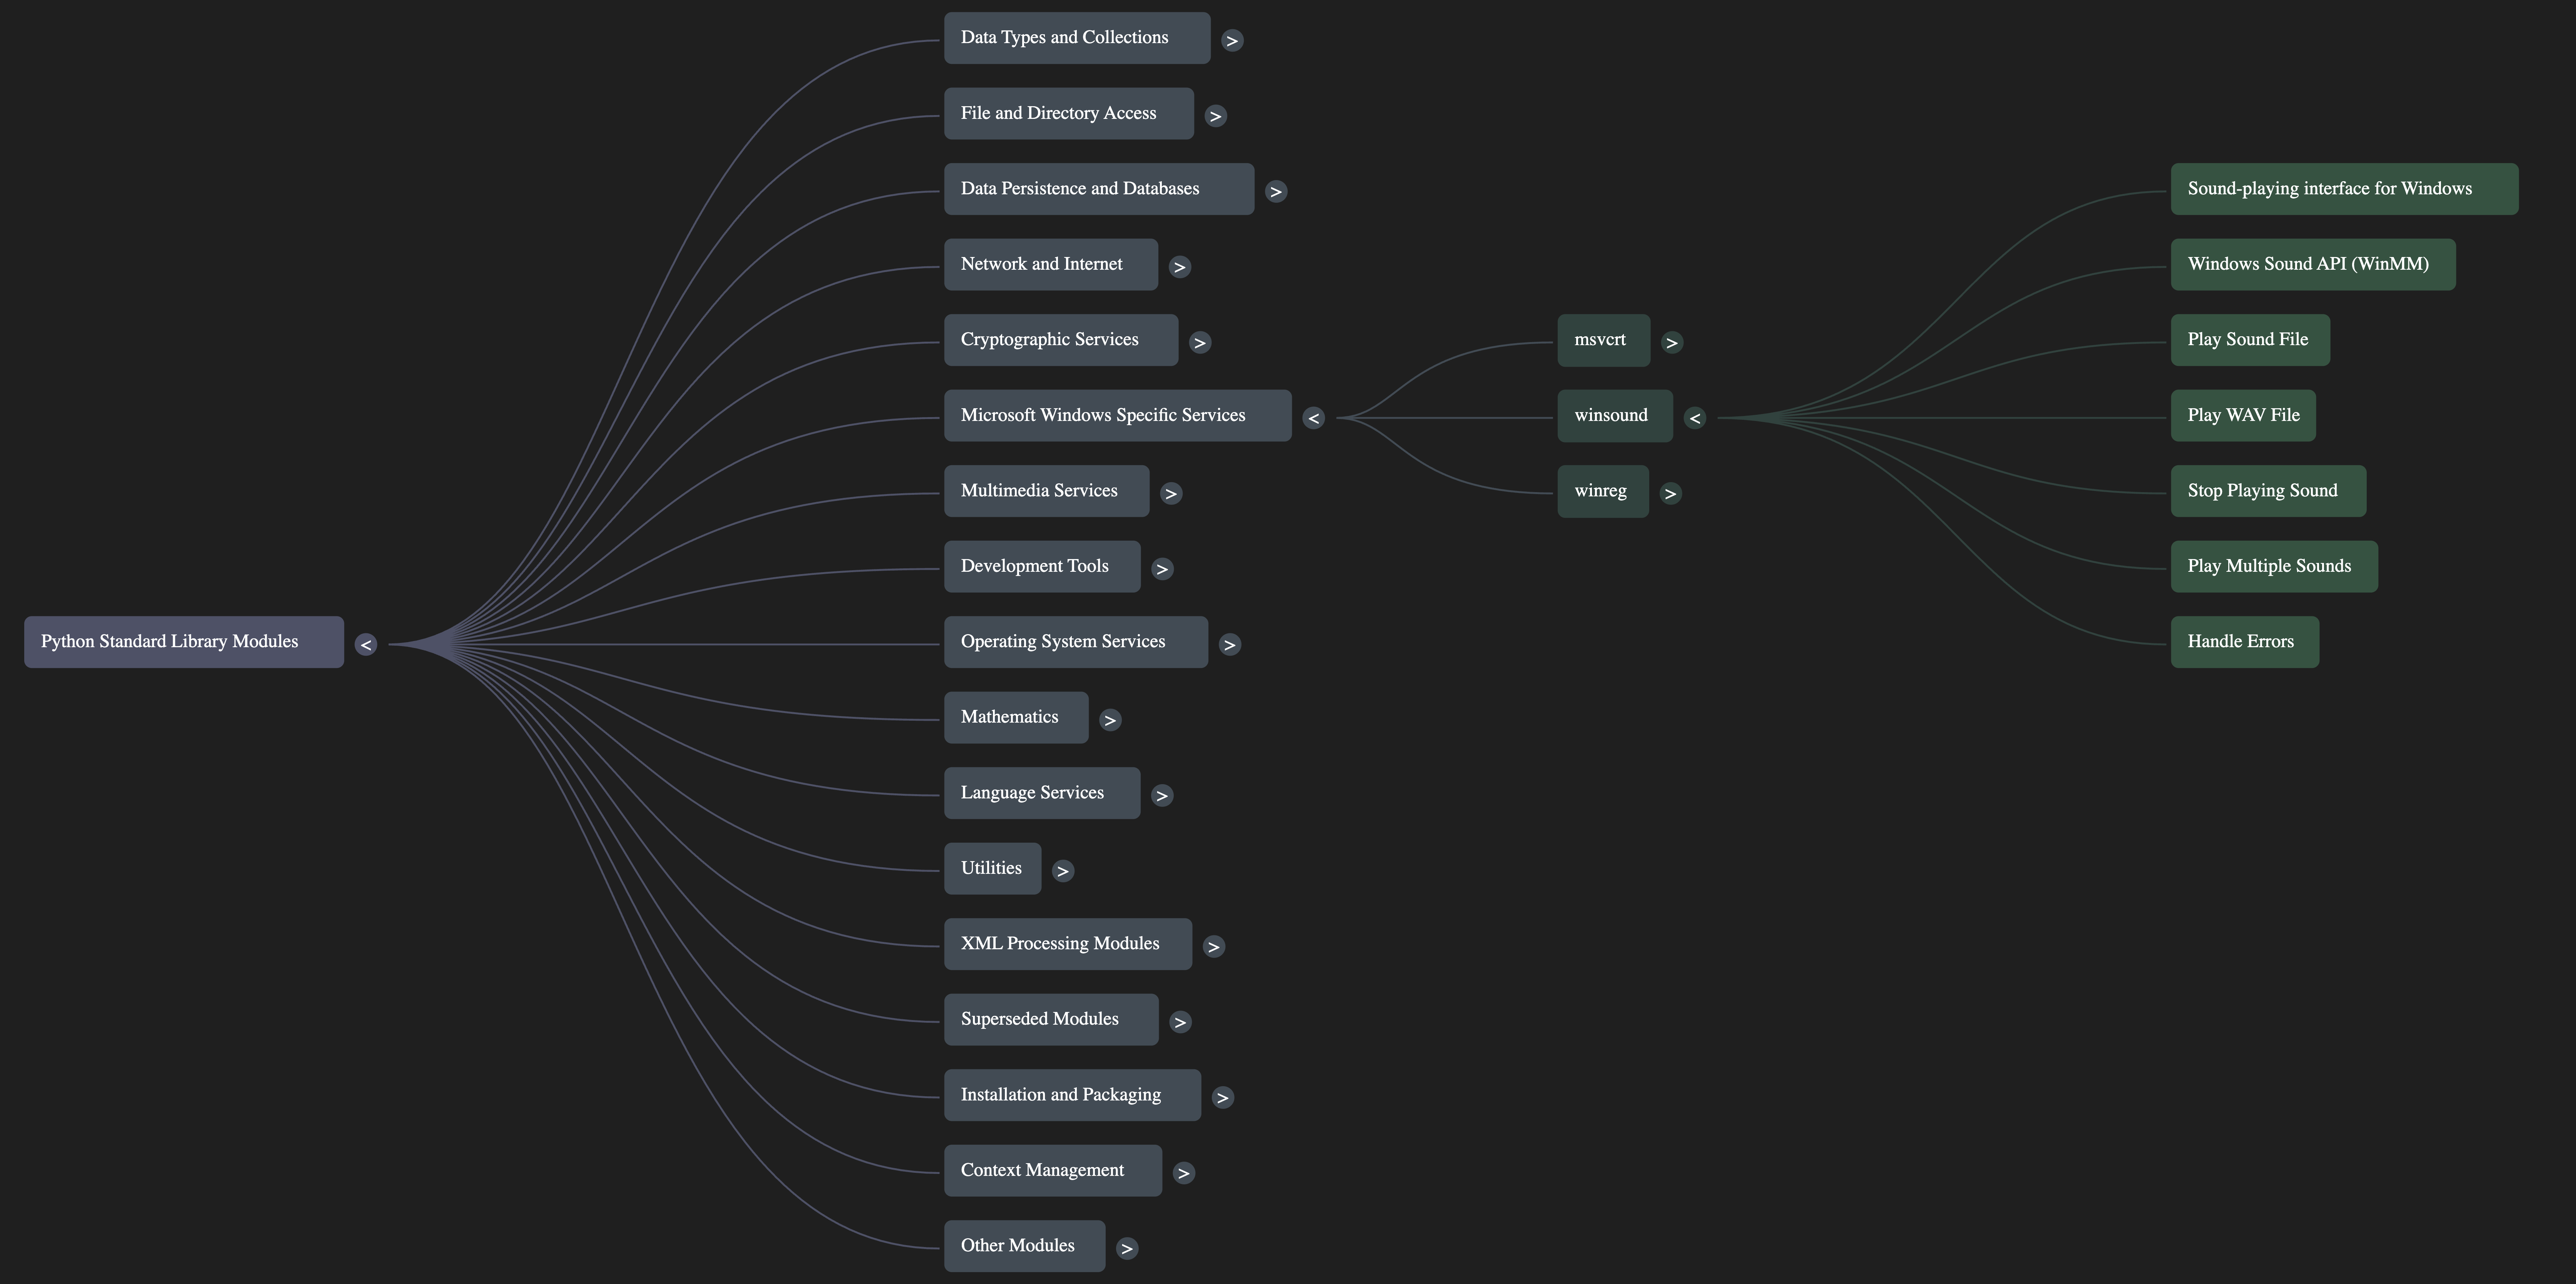 Python Standard Library Modules
<
Data Types and Collections
>
File and Directory Access
>
Data Persistence and Databases
>
Network and Internet
>
Cryptographic Services
>
Microsoft Windows Specific Services
<
Multimedia Services
>
Development Tools
>
Operating System Services
>
Mathematics
>
Language Services
>
Utilities
>
XML Processing Modules
>
Superseded Modules
>
Installation and Packaging
>
Context Management
>
Other Modules
>
msvcrt
>
winsound
<
winreg
>
Sound-playing interface for Windows
Windows Sound API (WinMM)
Play Sound File
Play WAV File
Stop Playing Sound
Play Multiple Sounds
Handle Errors